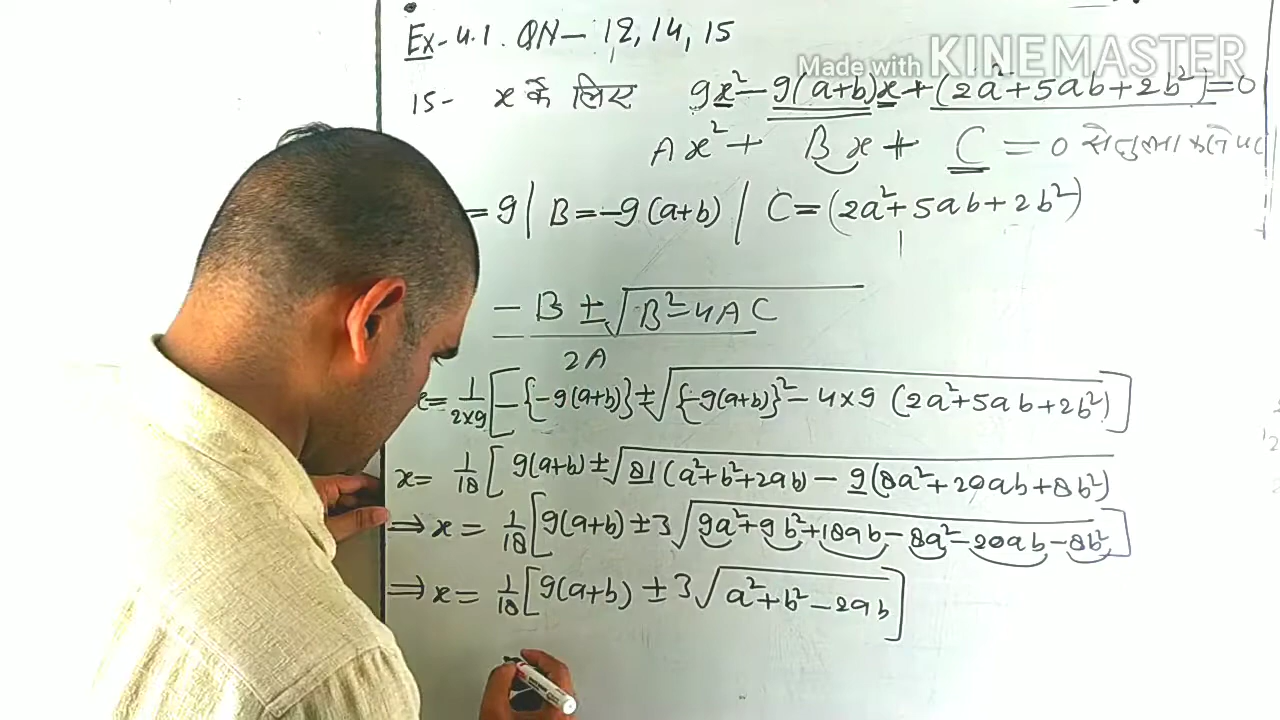 Ex-4.1. QN- 12, 14, 15
Made with KINEMASTER
15- x के लिए 9x²-9(a+b)x+(2a²+5ab+2b²)=0
Ax²+ Bx+ C=0 से तुलना करने पर
=9 | B=-9(a+b) | C=(2a²+5ab+2b²)
-B±√B²-4AC
2A
x=1/2×9[-{-9(a+b)}±√{-9(a+b)}²-4×9(2a²+5ab+2b²)]
x=1/18[9(a+b)±√81(a²+b²+2ab)-9(8a²+20ab+8b²)
⇒x=1/18[9(a+b)±3√9a²+9b²+18ab-8a²-20ab-8b²]
⇒x=1/18[9(a+b)±3√a²+b²-2ab]